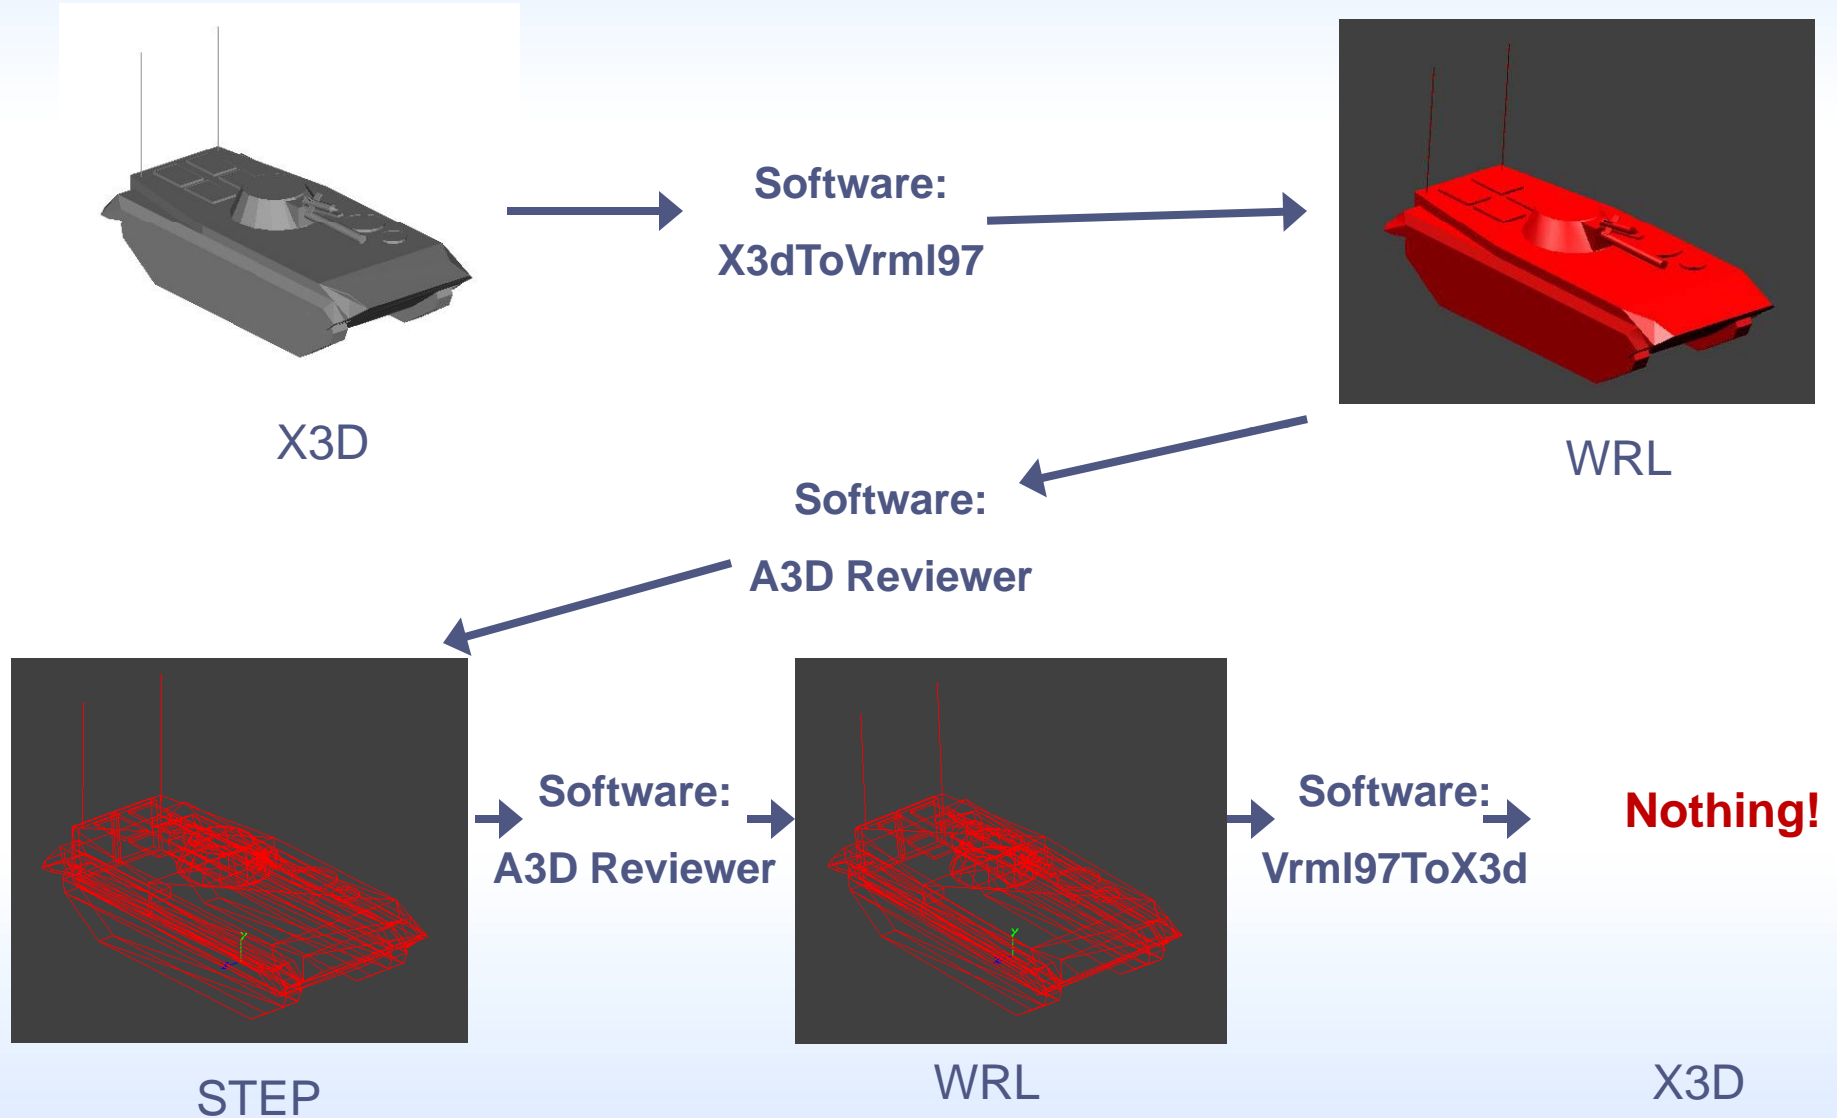 Software:
X3dToVrml97
X3D
WRL
Software:
A3D Reviewer
Software:
A3D Reviewer
Software:
Vrml97ToX3d
Nothing!
STEP
WRL
X3D